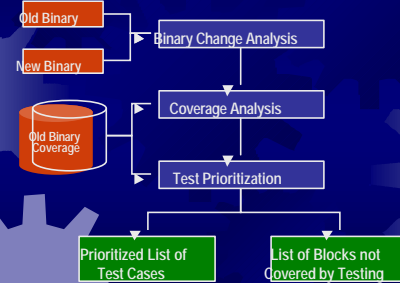 Old Binary
Binary Change Analysis
New Binary
Coverage Analysis
Old Binary
Coverage
Test Prioritization
Prioritized List of
Test Cases
List of Blocks not
Covered by Testing